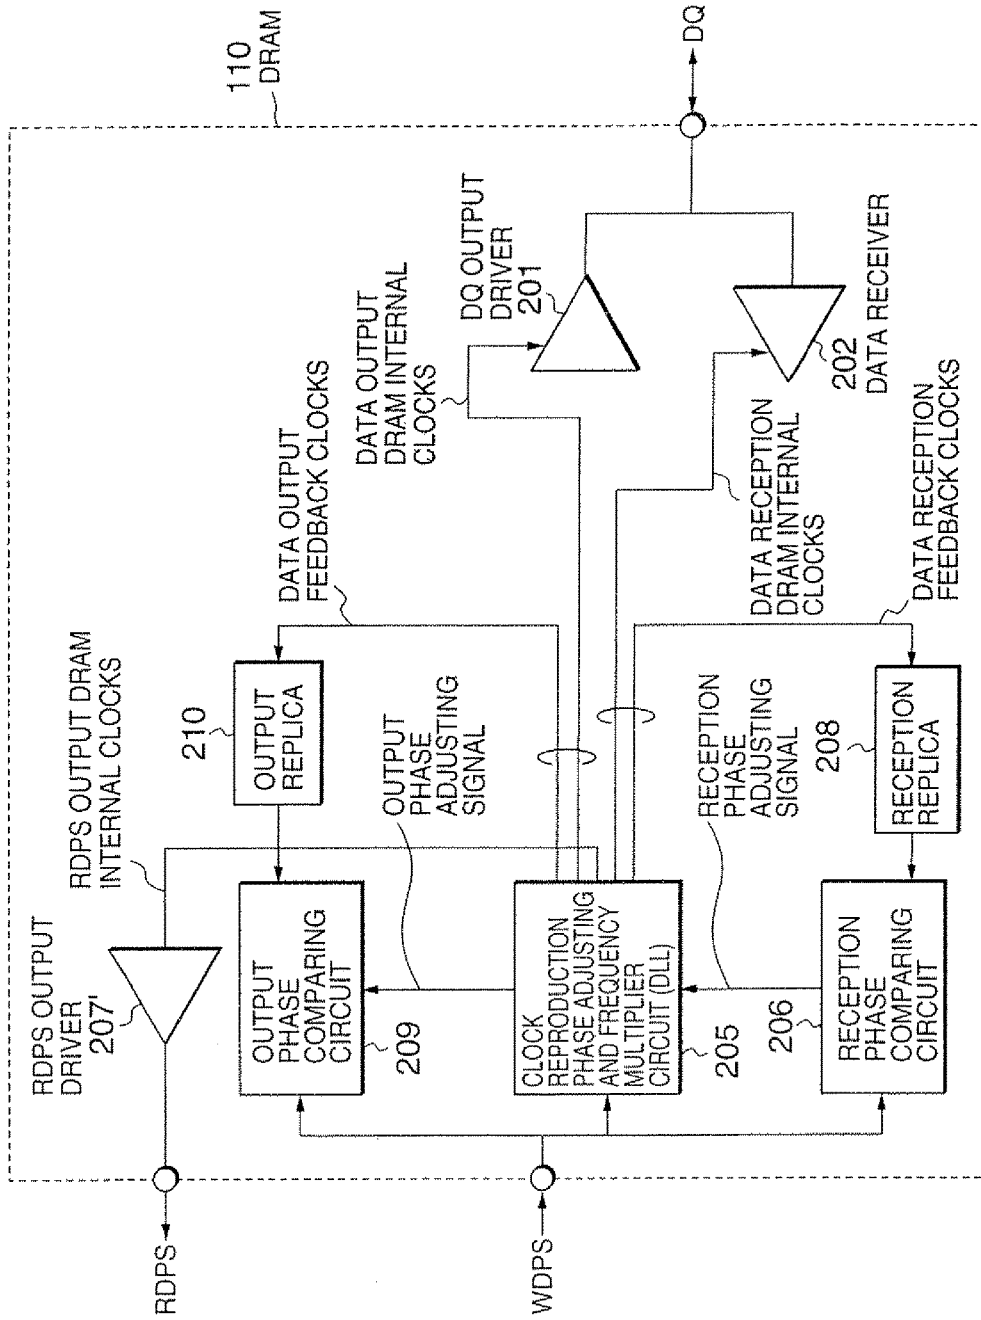 110
DRAM
DQ
DQ OUTPUT
DRIVER
201
DATA OUTPUT
DRAM INTERNAL
CLOCKS
202
DATA RECEIVER
DATA OUTPUT
FEEDBACK CLOCKS
DATA RECEPTION
DRAM INTERNAL
CLOCKS
DATA RECEPTION
FEEDBACK CLOCKS
RDPS OUTPUT DRAM
INTERNAL CLOCKS
210
OUTPUT
REPLICA
OUTPUT
PHASE
ADJUSTING
SIGNAL
RECEPTION
PHASE
ADJUSTING
SIGNAL
208
RECEPTION
REPLICA
RDPS OUTPUT
DRIVER
207'
OUTPUT
PHASE
COMPARING
CIRCUIT
209
CLOCK
REPRODUCTION
PHASE ADJUSTING
AND FREQUENCY
MULTIPLIER
CIRCUIT (DLL)
205
206
RECEPTION
PHASE
COMPARING
CIRCUIT
RDPS
WDPS